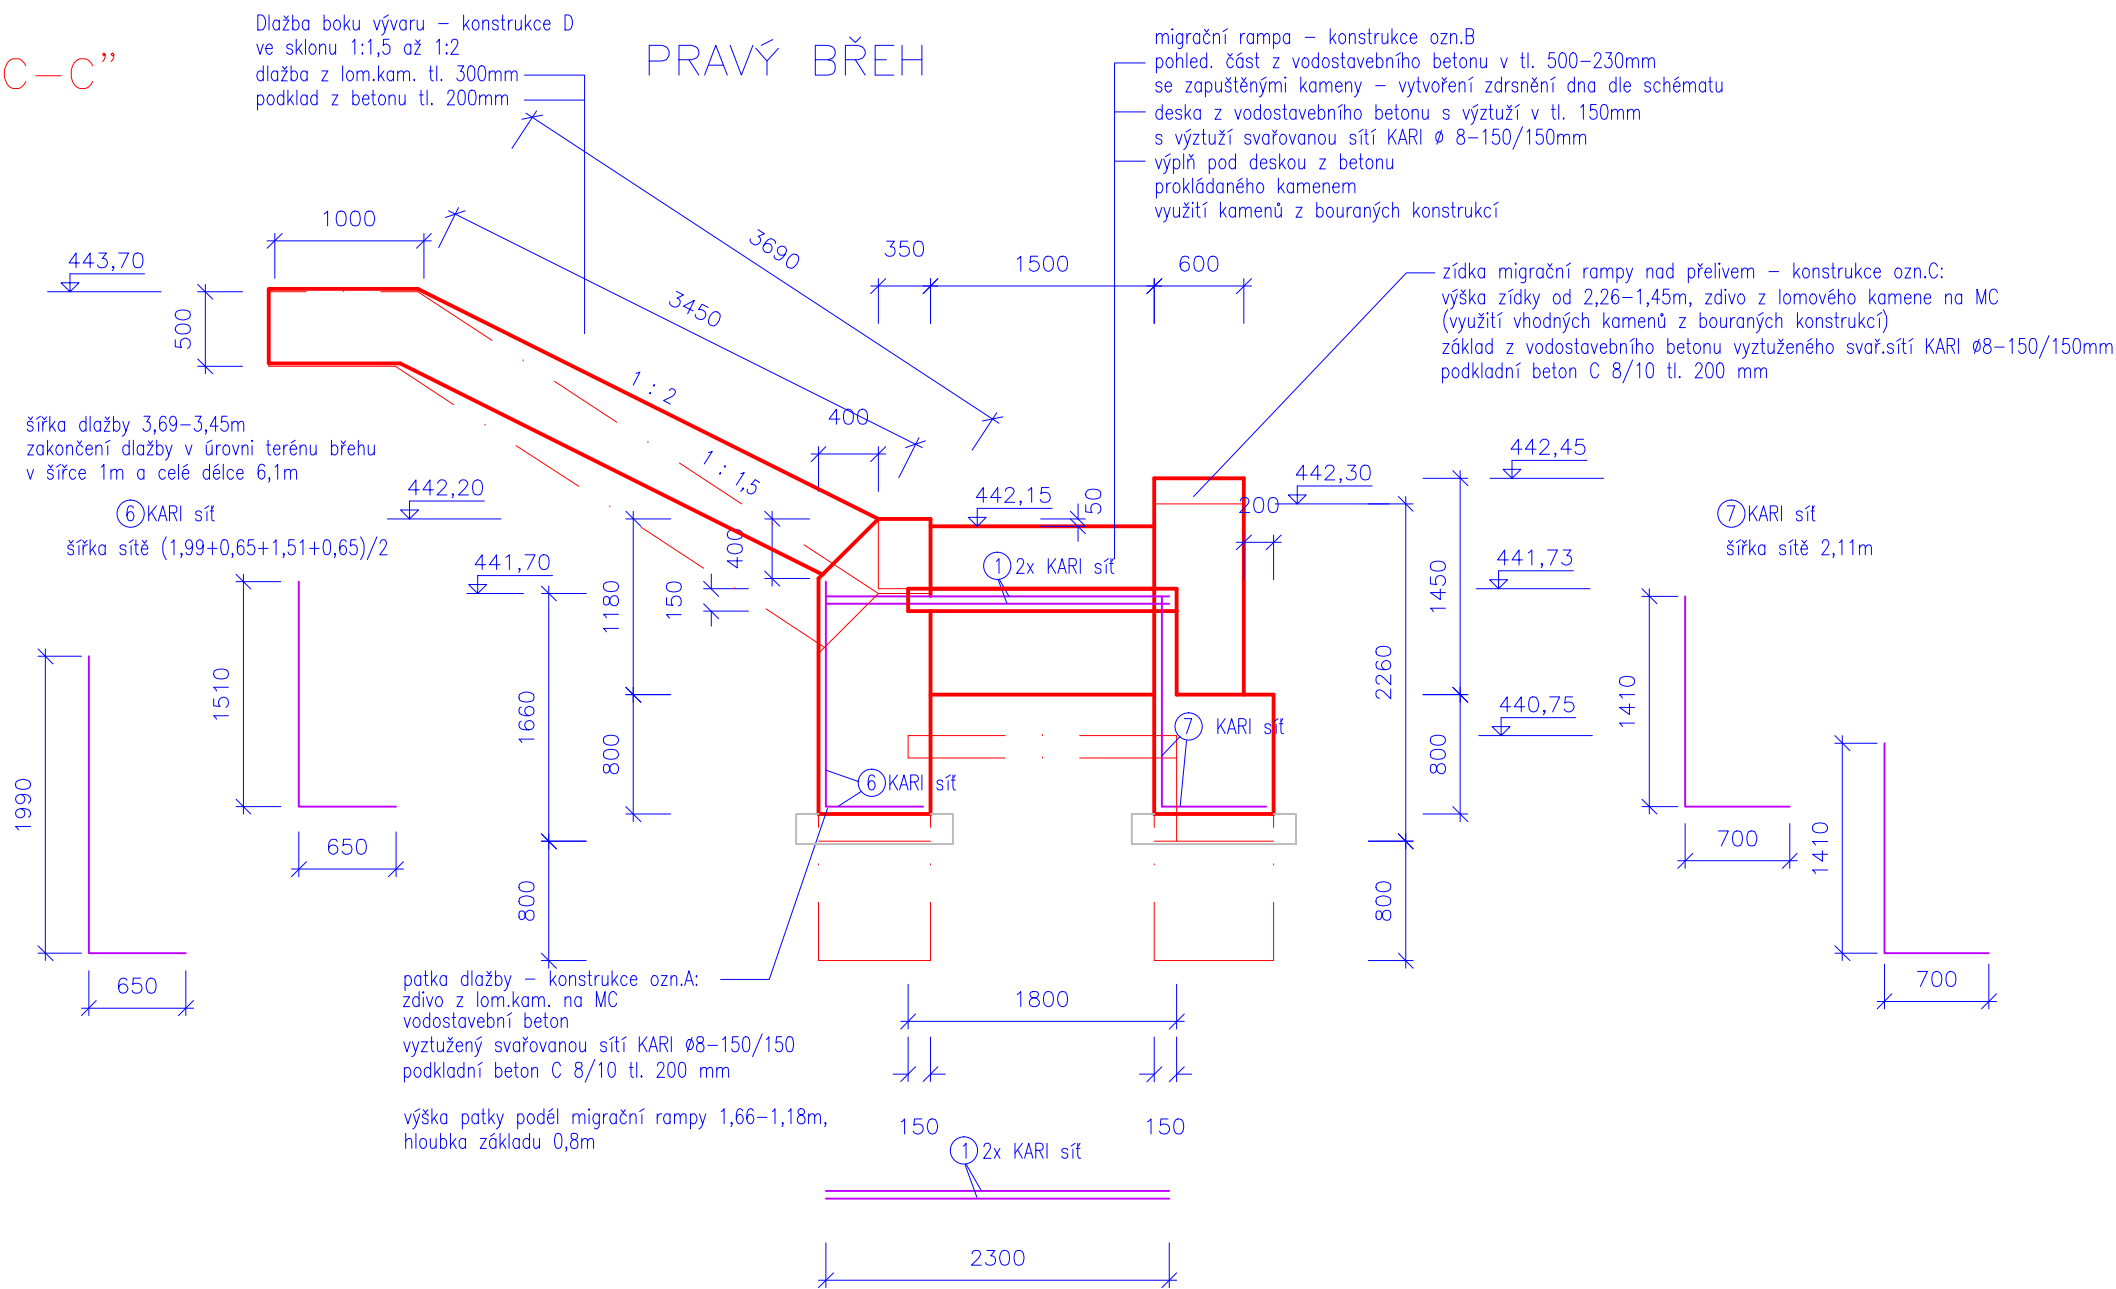 C–C”
Dlažba boku vývaru – konstrukce D
ve sklonu 1:1,5 až 1:2
dlažba z lom.kam. tl. 300mm
podklad z betonu tl. 200mm
PRAVÝ BŘEH
migrační rampa – konstrukce ozn.B
pohled. část z vodostavebního betonu v tl. 500–230mm
se zapuštěnými kameny – vytvoření zdrsnění dna dle schématu
deska z vodostavebního betonu s výztuží v tl. 150mm
s výztuží svařovanou sítí KARI ø 8–150/150mm
výplň pod deskou z betonu
prokládaného kamenem
využití kamenů z bouraných konstrukcí
1000
443,70
500
3690
3450
350
1500
600
zídka migrační rampy nad přelivem – konstrukce ozn.C:
výška zídky od 2,26–1,45m, zdivo z lomového kamene na MC
(využití vhodných kamenů z bouraných konstrukcí)
základ z vodostavebního betonu vyztuženého svař.sítí KARI ø8–150/150mm
podkladní beton C 8/10 tl. 200 mm
1 : 2
400
1 : 1,5
šířka dlažby 3,69–3,45m
zakončení dlažby v úrovni terénu břehu
v šířce 1m a celé délce 6,1m
6 KARI síť
šířka sítě (1,99+0,65+1,51+0,65)/2
442,20
441,70
442,15
50
442,30
200
442,45
441,73
440,75
7 KARI síť
šířka sítě 2,11m
400
150
1180
1660
800
800
1 2x KARI síť
7 KARI síť
6 KARI síť
1450
2260
800
800
1990
650
1510
650
1410
700
1410
700
patka dlažby – konstrukce ozn.A:
zdivo z lom.kam. na MC
vodostavební beton
vyztužený svařovanou sítí KARI ø8–150/150
podkladní beton C 8/10 tl. 200 mm
výška patky podél migrační rampy 1,66–1,18m,
hloubka základu 0,8m
1800
150
150
1 2x KARI síť
2300